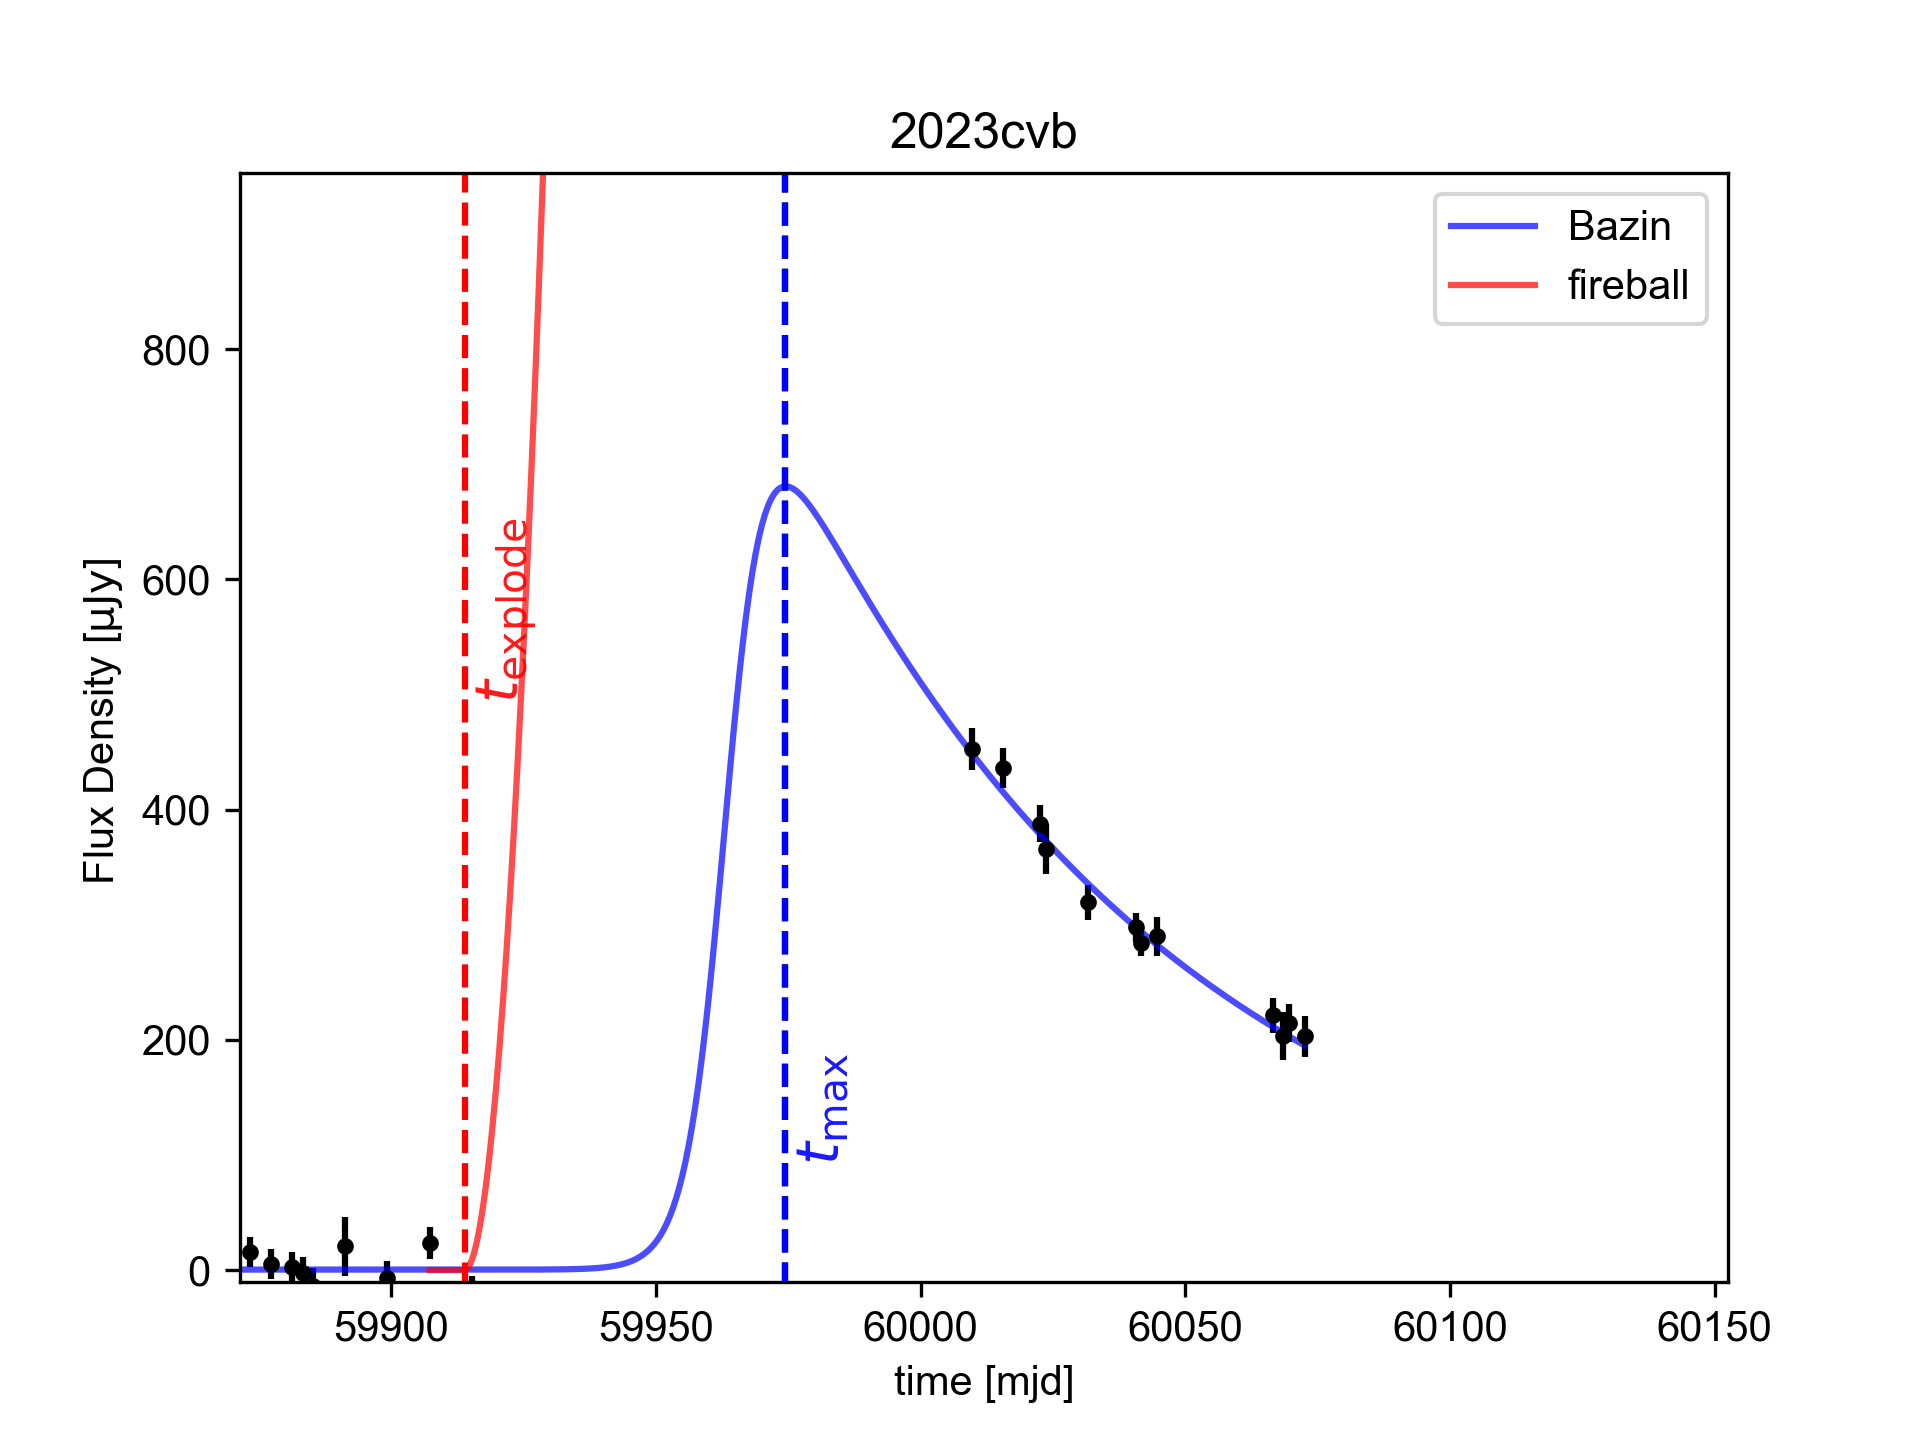 2023cvb
Bazin
fireball
800
600
400
200
0
Flux Density [µJy]
t_explode
t_max
59900
59950
60000
60050
60100
60150
time [mjd]